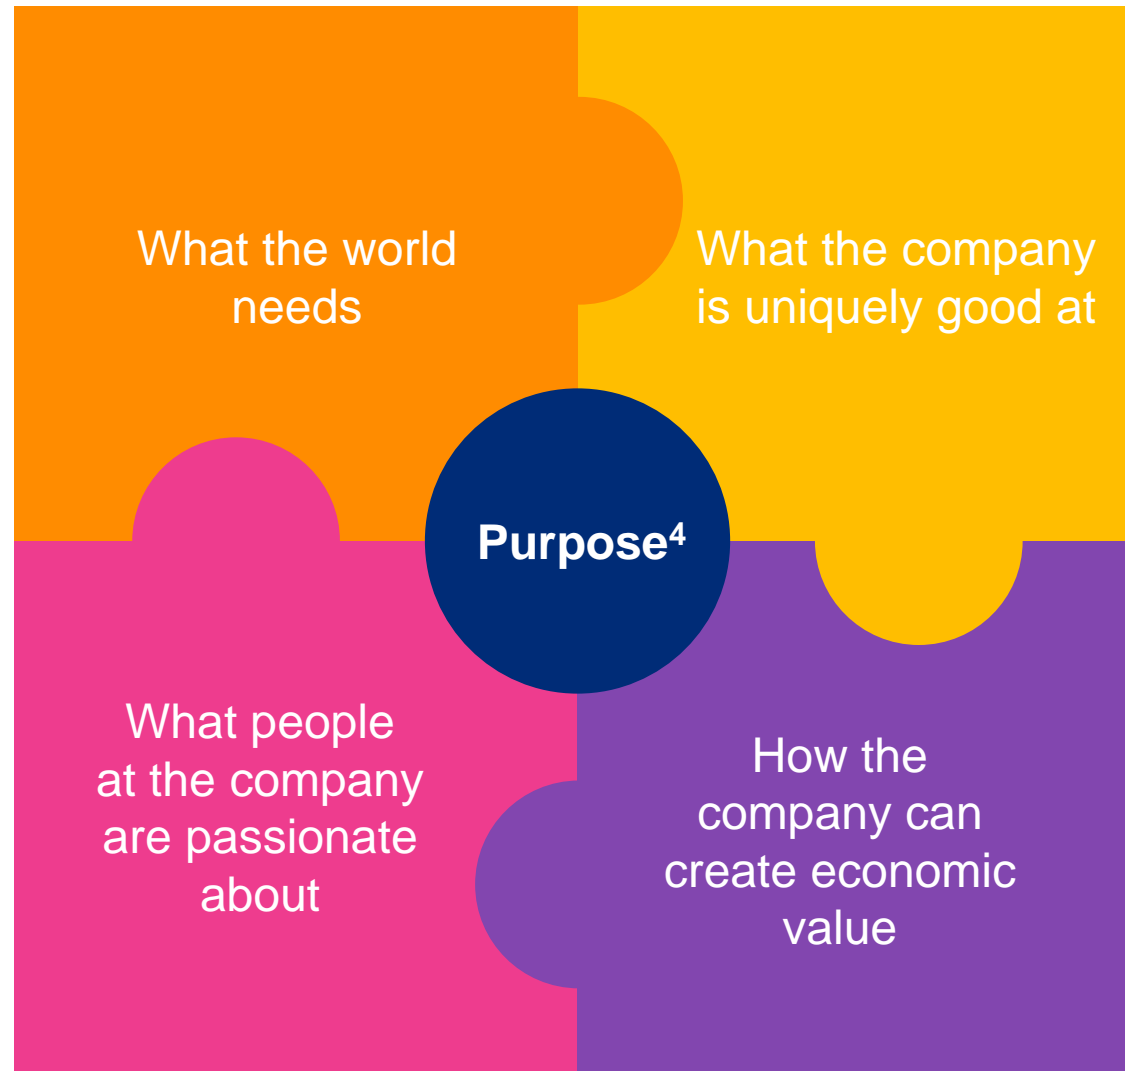 What the world
needs
What the company
is uniquely good at
Purpose⁴
What people
at the company
are passionate
about
How the
company can
create economic
value